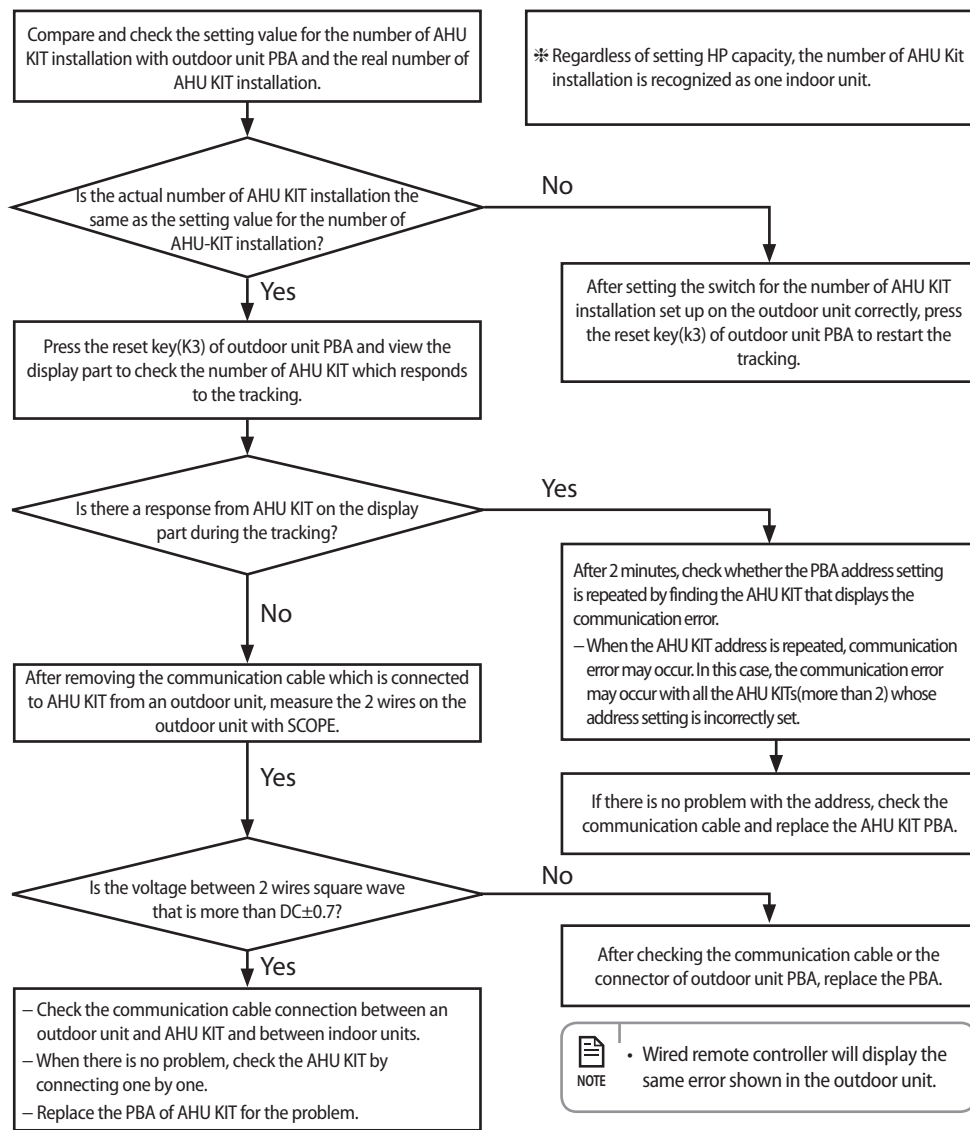 Compare and check the setting value for the number of AHU
KIT installation with outdoor unit PBA and the real number of
AHU KIT installation.
❈ Regardless of setting HP capacity, the number of AHU Kit
installation is recognized as one indoor unit.
Is the actual number of AHU KIT installation the
same as the setting value for the number of
AHU-KIT installation?
No
Yes
After setting the switch for the number of AHU KIT
installation set up on the outdoor unit correctly, press
the reset key(k3) of outdoor unit PBA to restart the
tracking.
Press the reset key(K3) of outdoor unit PBA and view the
display part to check the number of AHU KIT which responds
to the tracking.
Is there a response from AHU KIT on the display
part during the tracking?
Yes
No
After 2 minutes, check whether the PBA address setting
is repeated by finding the AHU KIT that displays the
communication error.
– When the AHU KIT address is repeated, communication
error may occur. In this case, the communication error
may occur with all the AHU KITs(more than 2) whose
address setting is incorrectly set.
After removing the communication cable which is connected
to AHU KIT from an outdoor unit, measure the 2 wires on the
outdoor unit with SCOPE.
Yes
If there is no problem with the address, check the
communication cable and replace the AHU KIT PBA.
Is the voltage between 2 wires square wave
that is more than DC±0.7?
No
Yes
After checking the communication cable or the
connector of outdoor unit PBA, replace the PBA.
– Check the communication cable connection between an
outdoor unit and AHU KIT and between indoor units.
– When there is no problem, check the AHU KIT by
connecting one by one.
– Replace the PBA of AHU KIT for the problem.
NOTE
• Wired remote controller will display the
same error shown in the outdoor unit.